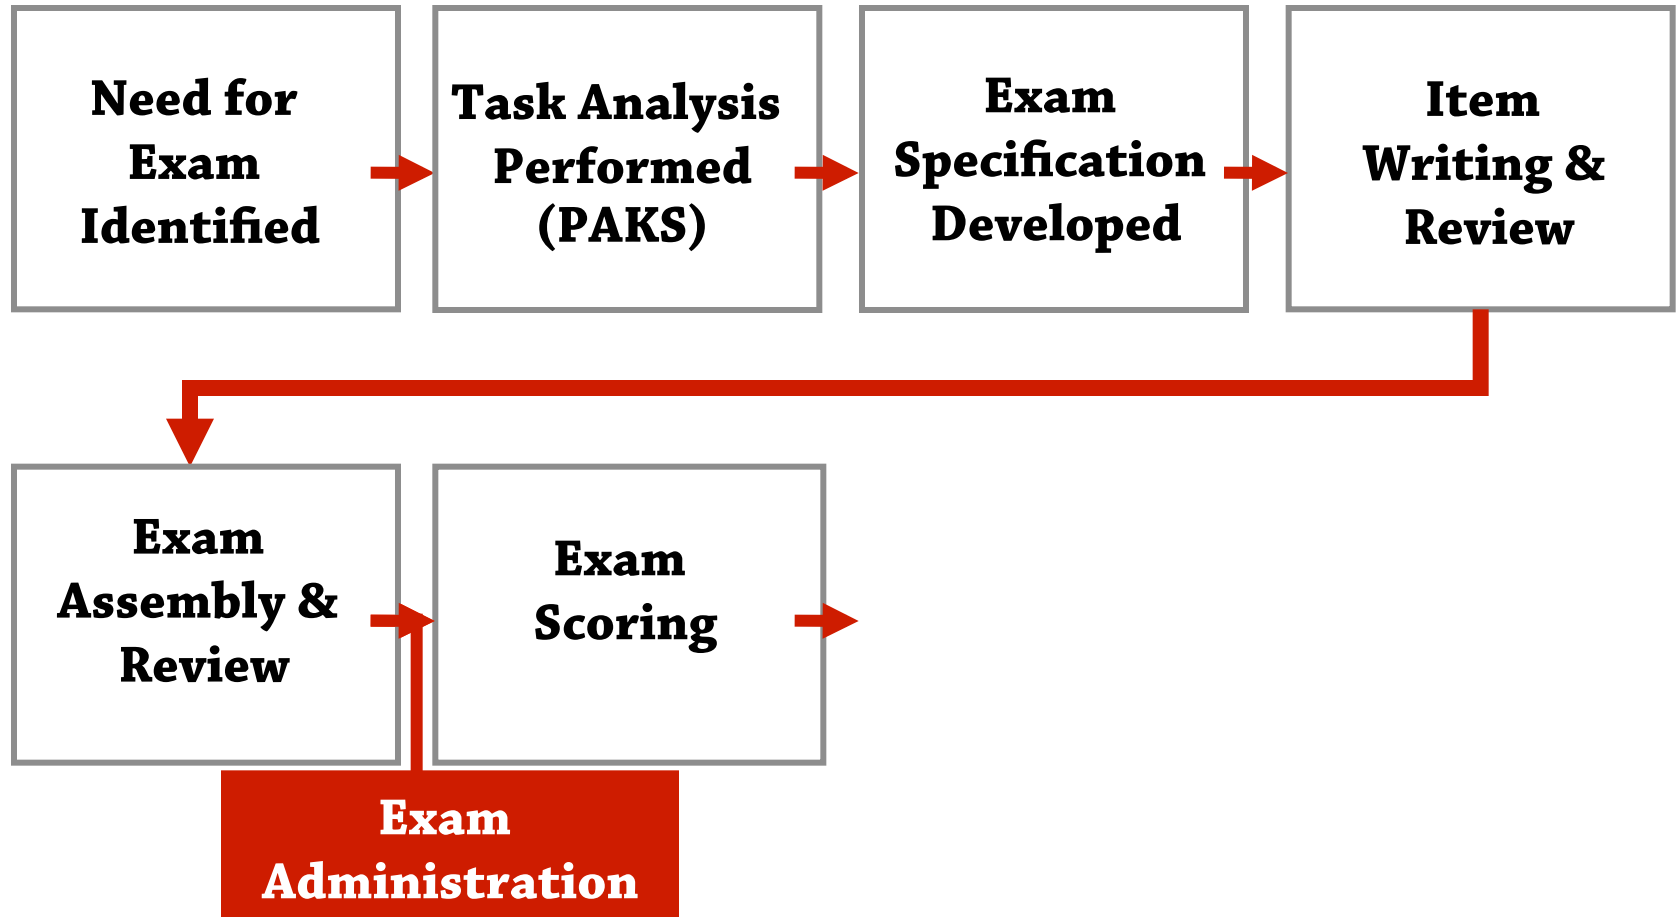 Need for
Exam
Identified
Task Analysis
Performed
(PAKS)
Exam
Specification
Developed
Item
Writing &
Review
Exam
Assembly &
Review
Exam
Scoring
Exam
Administration